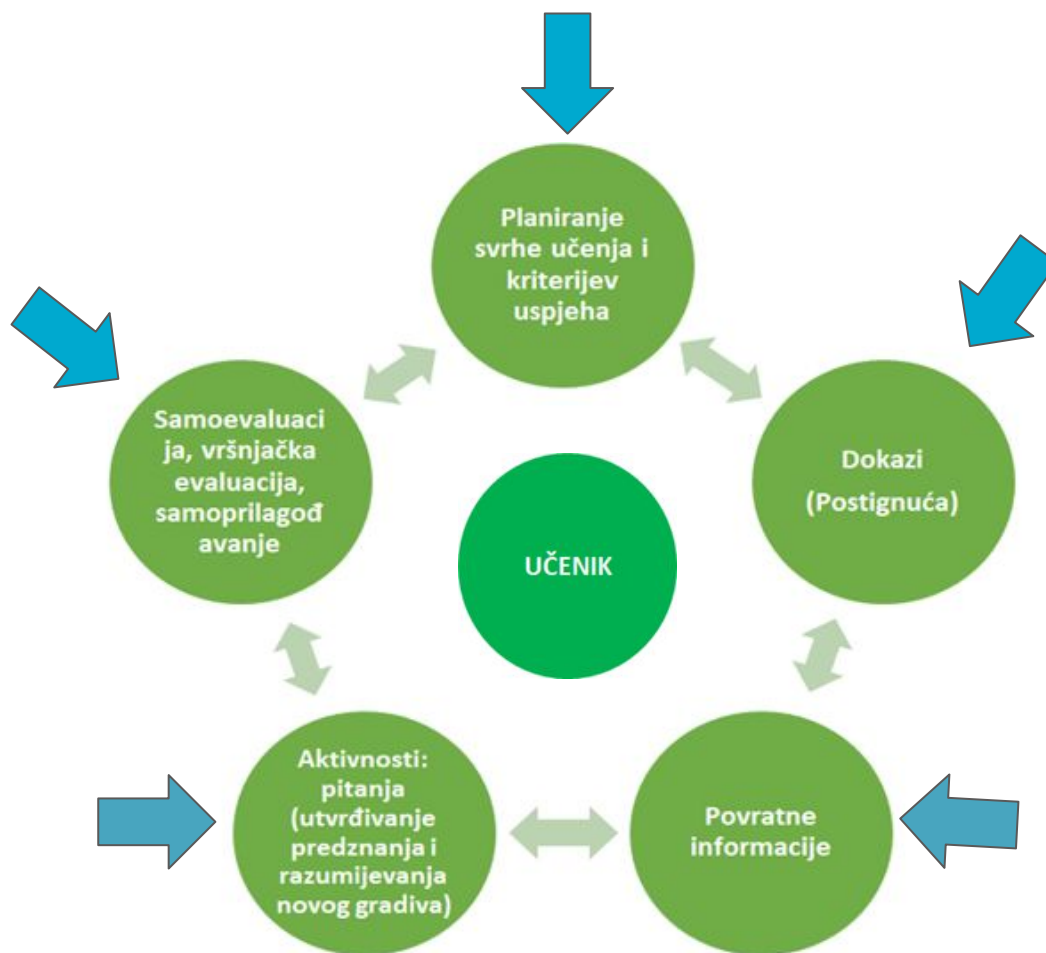 Planiranje
svrhe učenja i
kriterijev
uspjeha
Samoevaluaci
ja, vršnjačka
evaluacija,
samoprilagođ
avanje
Dokazi
(Postignuća)
UČENIK
Aktivnosti:
pitanja
(utvrđivanje
predznanja i
razumijevanja
novog gradiva)
Povratne
informacije